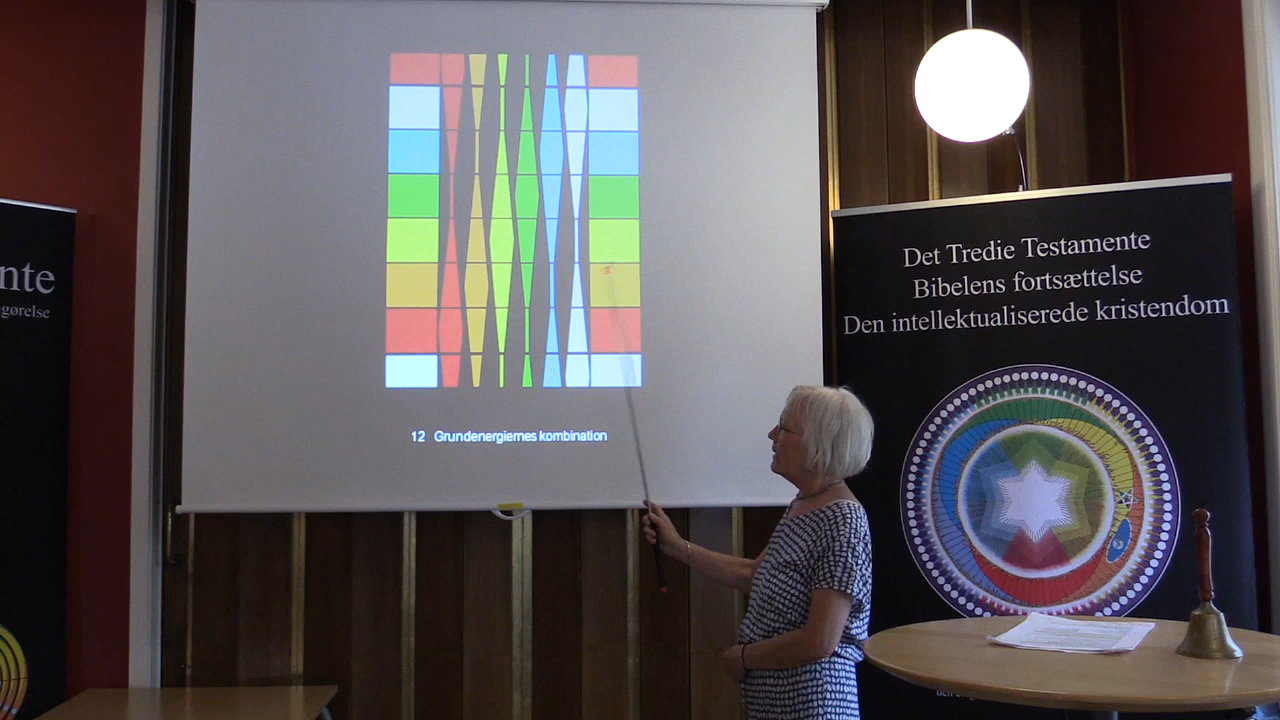 nte
gørelse
12 Grundenergiernes kombination
Det Tredie Testamente
Bibelens fortsættelse
Den intellektualiserede kristendom